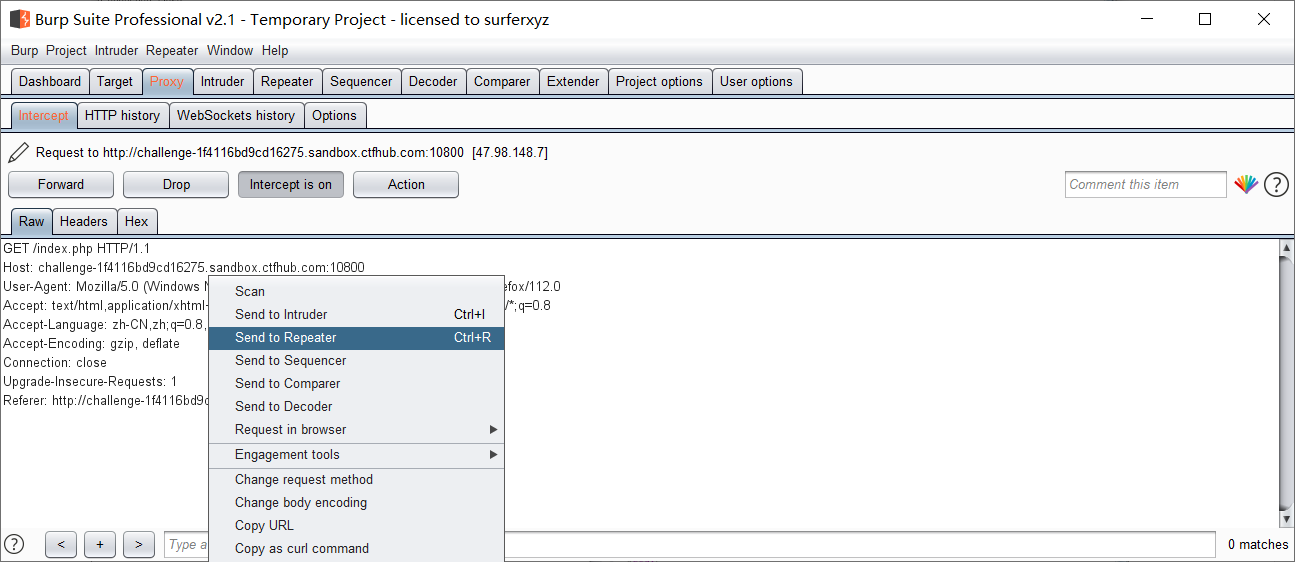 Burp Suite Professional v2.1 - Temporary Project - licensed to surferxyz
Burp Project Intruder Repeater Window Help
Dashboard Target Proxy Intruder Repeater Sequencer Decoder Comparer Extender Project options User options
Intercept HTTP history WebSockets history Options
Request to http://challenge-1f4116bd9cd16275.sandbox.ctfhub.com:10800 [47.98.148.7]
Forward Drop Intercept is on Action Comment this item ?
Raw Headers Hex
GET /index.php HTTP/1.1
Host: challenge-1f4116bd9cd16275.sandbox.ctfhub.com:10800
User-Agent: Mozilla/5.0 (Windows efox/112.0
Accept: text/html,application/xhtml- /*;q=0.8
Accept-Language: zh-CN,zh;q=0.8,
Accept-Encoding: gzip, deflate
Connection: close
Upgrade-Insecure-Requests: 1
Referer: http://challenge-1f4116bd9c
Scan
Send to Intruder Ctrl+I
Send to Repeater Ctrl+R
Send to Sequencer
Send to Comparer
Send to Decoder
Request in browser
Engagement tools
Change request method
Change body encoding
Copy URL
Copy as curl command
? < + > Type a 0 matches